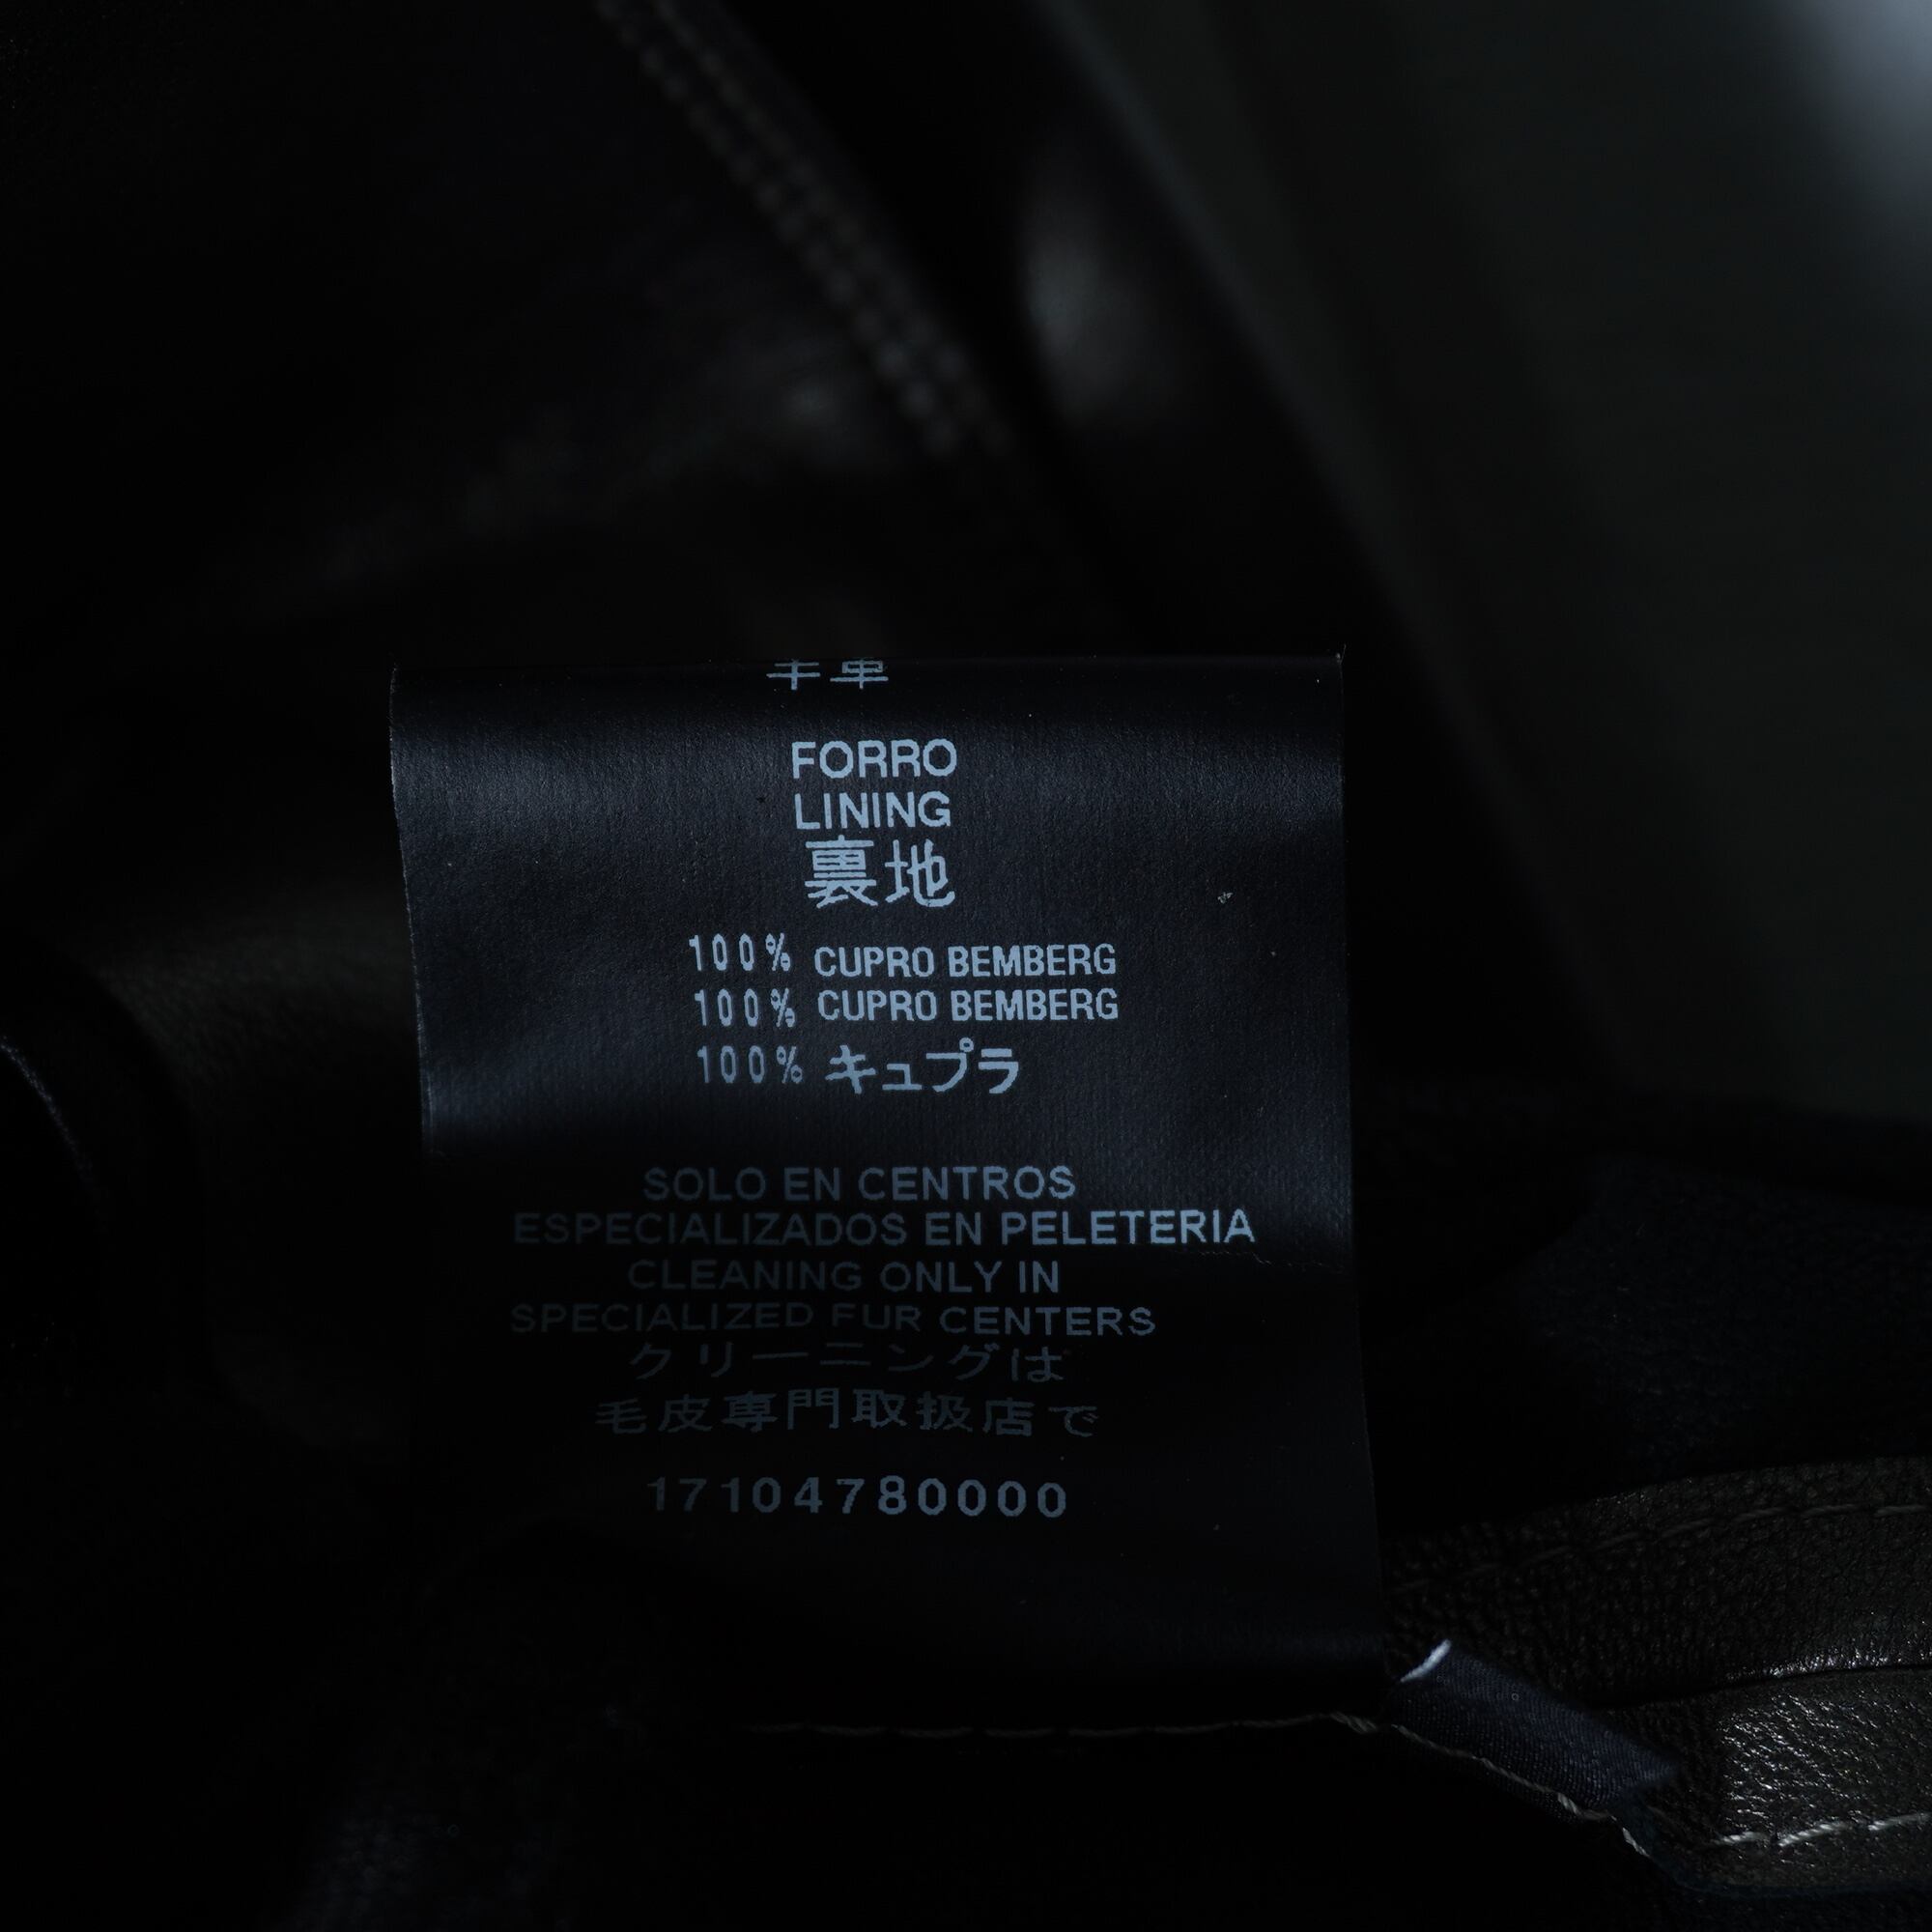 羊革
FORRO
LINING
裏地
100% CUPRO BEMBERG
100% CUPRO BEMBERG
100% キュプラ
SOLO EN CENTROS
ESPECIALIZADOS EN PELETERIA
CLEANING ONLY IN
SPECIALIZED FUR CENTERS
クリーニングは
毛皮専門取扱店で
17104780000